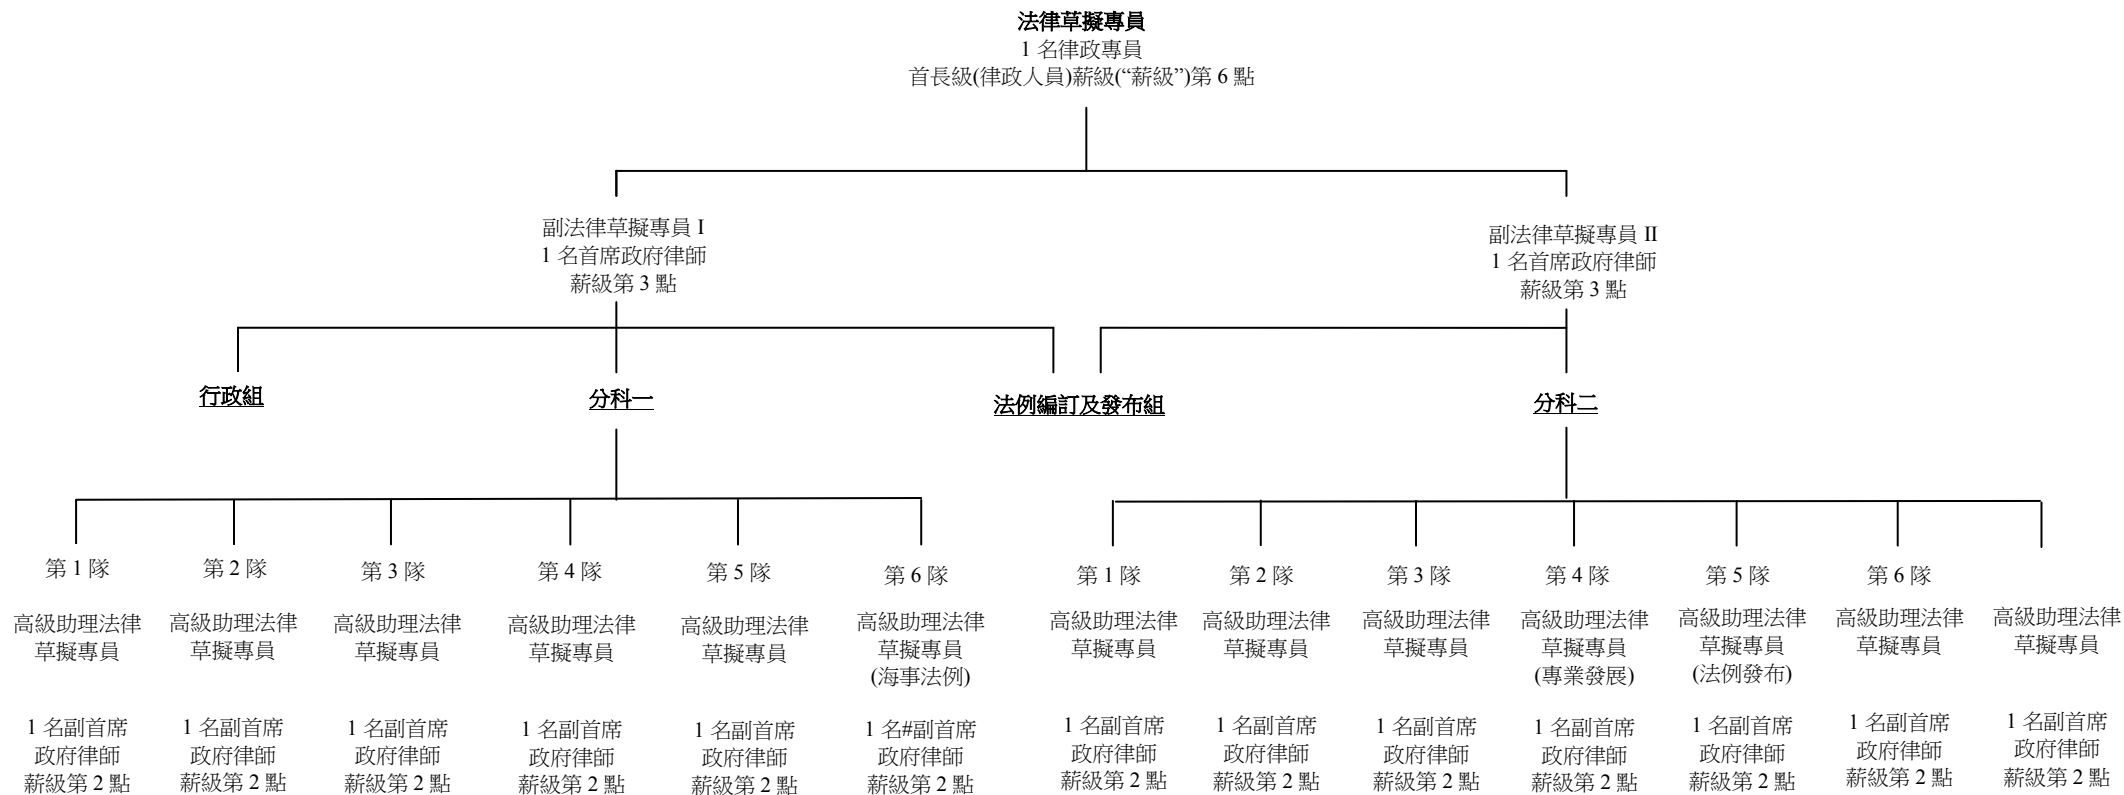 法律草擬專員
1 名律政專員
首長級(律政人員)薪級(“薪級”)第 6 點
副法律草擬專員 I
1 名首席政府律師
薪級第 3 點
副法律草擬專員 II
1 名首席政府律師
薪級第 3 點
行政組
分科一
法例編訂及發布組
分科二
第 1 隊
高級助理法律
草擬專員
1 名副首席
政府律師
薪級第 2 點
第 2 隊
高級助理法律
草擬專員
1 名副首席
政府律師
薪級第 2 點
第 3 隊
高級助理法律
草擬專員
1 名副首席
政府律師
薪級第 2 點
第 4 隊
高級助理法律
草擬專員
1 名副首席
政府律師
薪級第 2 點
第 5 隊
高級助理法律
草擬專員
1 名副首席
政府律師
薪級第 2 點
第 6 隊
高級助理法律
草擬專員
(海事法例)
1 名#副首席
政府律師
薪級第 2 點
第 1 隊
高級助理法律
草擬專員
1 名副首席
政府律師
薪級第 2 點
第 2 隊
高級助理法律
草擬專員
1 名副首席
政府律師
薪級第 2 點
第 3 隊
高級助理法律
草擬專員
1 名副首席
政府律師
薪級第 2 點
第 4 隊
高級助理法律
草擬專員
(專業發展)
1 名副首席
政府律師
薪級第 2 點
第 5 隊
高級助理法律
草擬專員
(法例發布)
1 名副首席
政府律師
薪級第 2 點
第 6 隊
高級助理法律
草擬專員
1 名副首席
政府律師
薪級第 2 點
高級助理法律
草擬專員
1 名副首席
政府律師
薪級第 2 點